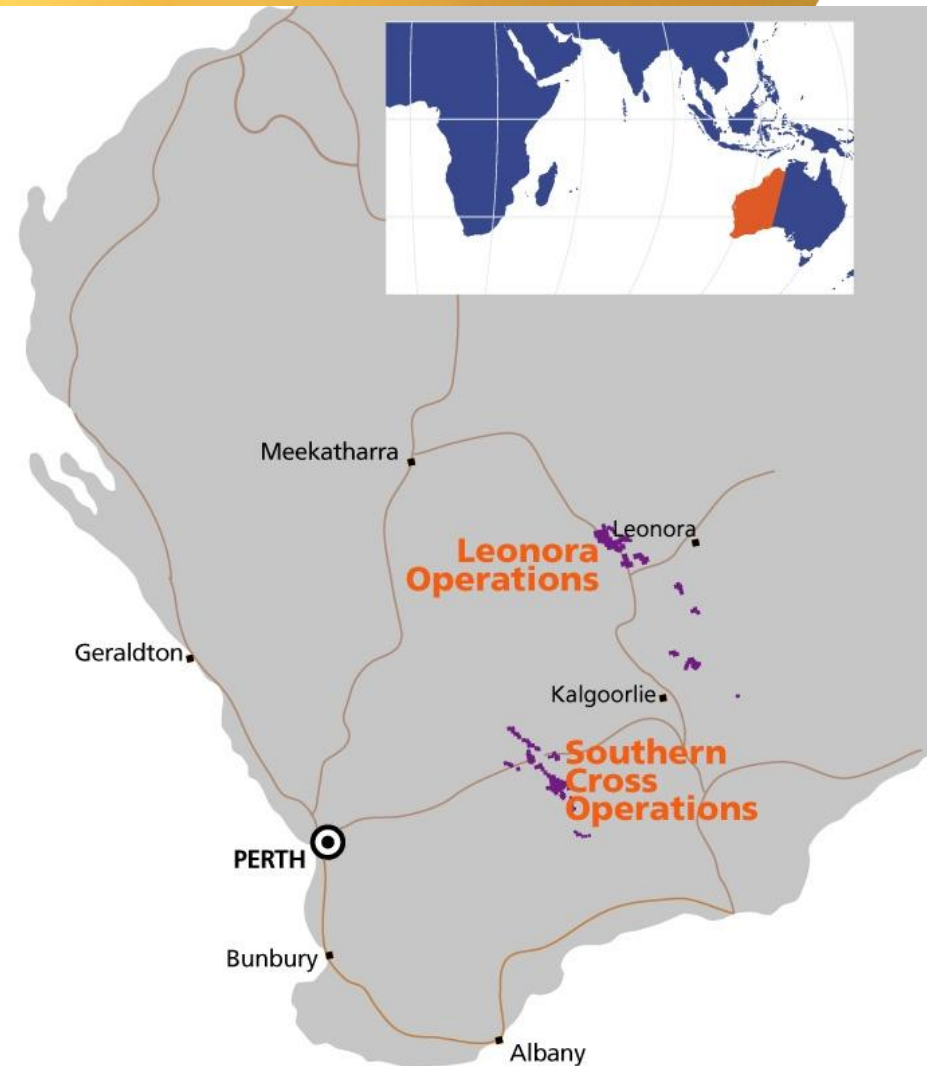 Meekatharra
Leonora
Leonora
Operations
Geraldton
Kalgoorlie
Southern
Cross
Operations
PERTH
Bunbury
Albany